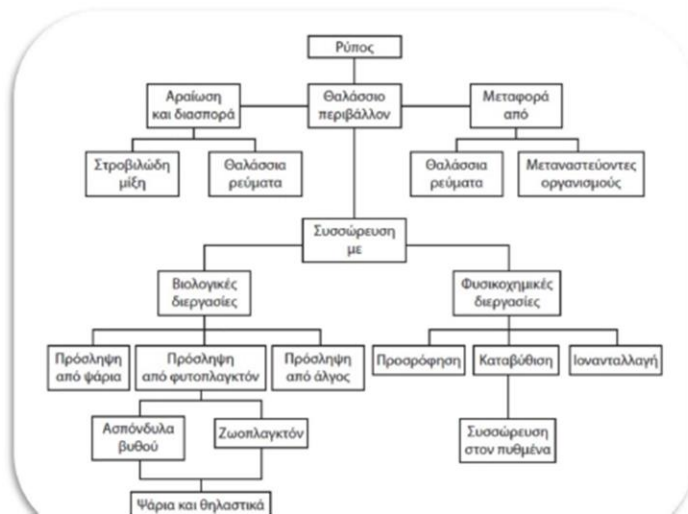 Ρύπος
Αραίωση
και διασπορά
Θαλάσσιο
περιβάλλον
Μεταφορά
από
Στροβιλώδη
μίξη
Θαλάσσια
ρεύματα
Θαλάσσια
ρεύματα
Μεταναστεύοντες
οργανισμούς
Συσσώρευση
με
Βιολογικές
διεργασίες
Φυσικοχημικές
διεργασίες
Πρόσληψη
από ψάρια
Πρόσληψη
από φυτοπλαγκτόν
Πρόσληψη
από άλγος
Προσρόφηση
Καταβύθιση
Ιονανταλλαγή
Ασπόνδυλα
βυθού
Ζωοπλαγκτόν
Συσσώρευση
στον πυθμένα
Ψάρια και θηλαστικά